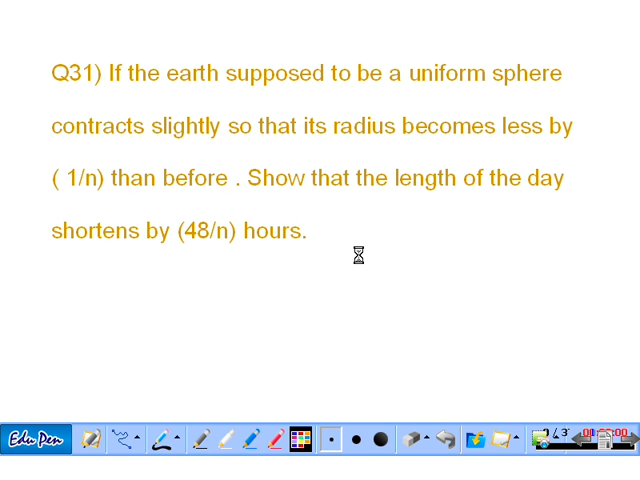 Q31) If the earth supposed to be a uniform sphere
contracts slightly so that its radius becomes less by
( 1/n) than before . Show that the length of the day
shortens by (48/n) hours.
Edu Pen